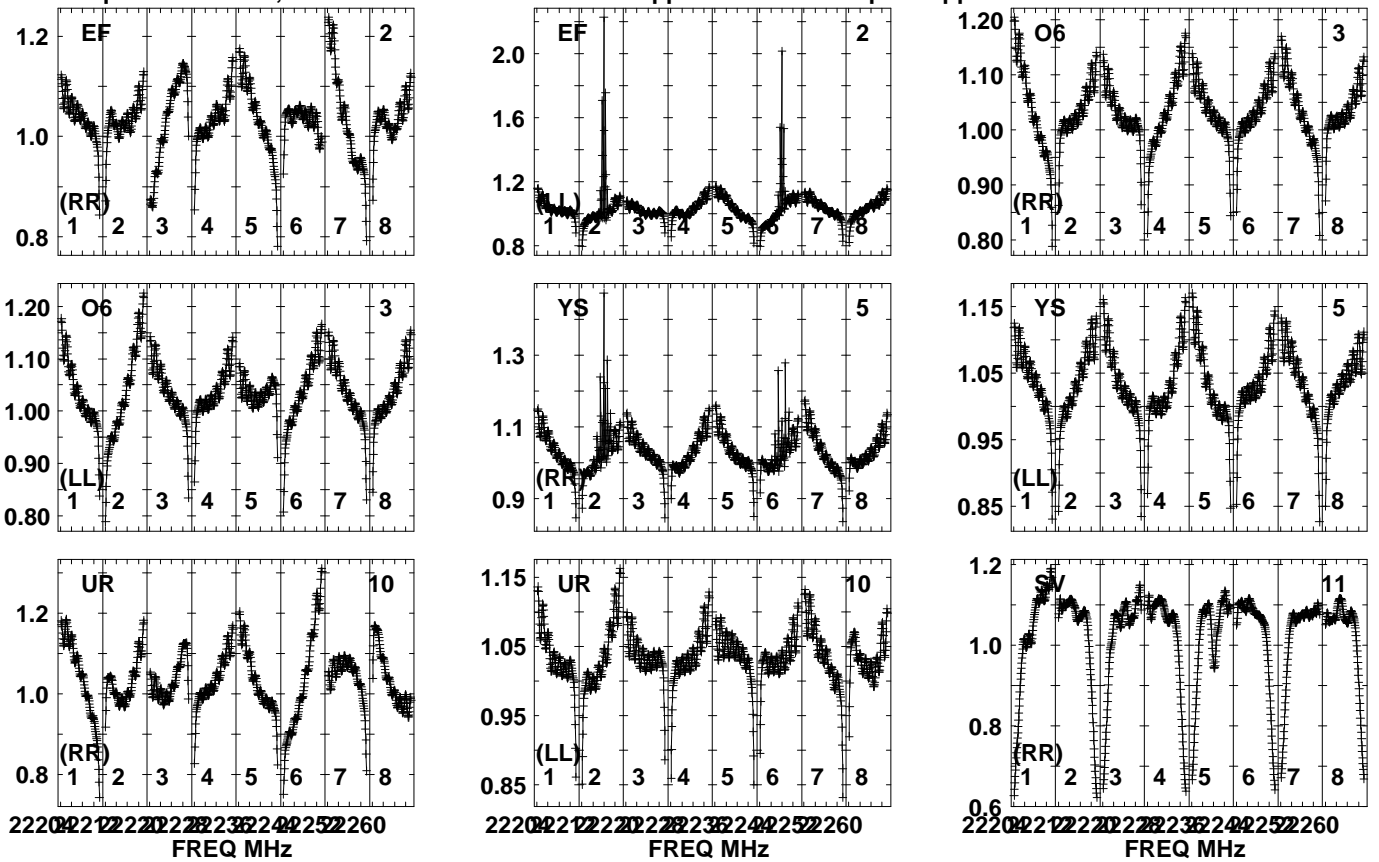 EF 2
1.2
1.0
0.8
(RR)
1 2 3 4 5 6 7 8
EF 2
2.0
1.6
1.2
0.8
(LL)
1 2 3 4 5 6 7 8
O6 3
1.20
1.10
1.00
0.90
0.80
(RR)
1 2 3 4 5 6 7 8
O6 3
1.20
1.10
1.00
0.90
0.80
(LL)
1 2 3 4 5 6 7 8
YS 5
1.3
1.1
0.9
(RR)
1 2 3 4 5 6 7 8
YS 5
1.15
1.05
0.95
0.85
(LL)
1 2 3 4 5 6 7 8
UR 10
1.2
1.0
0.8
(RR)
1 2 3 4 5 6 7 8
FREQ MHz
UR 10
1.15
1.05
0.95
0.85
(LL)
1 2 3 4 5 6 7 8
FREQ MHz
SV 11
1.2
1.0
0.8
0.6
(RR)
1 2 3 4 5 6 7 8
FREQ MHz